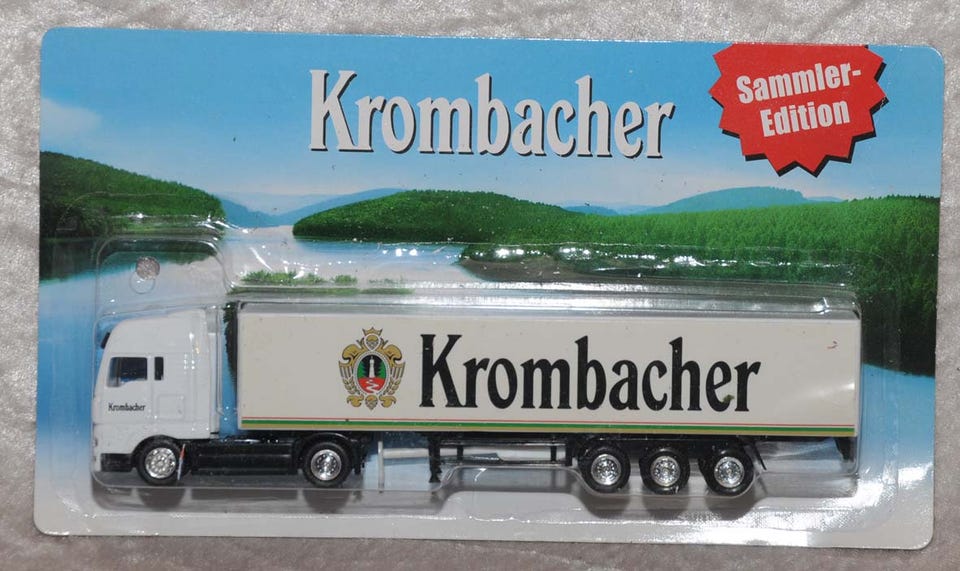 Krombacher
Sammler-
Edition
Krombacher
Krombacher